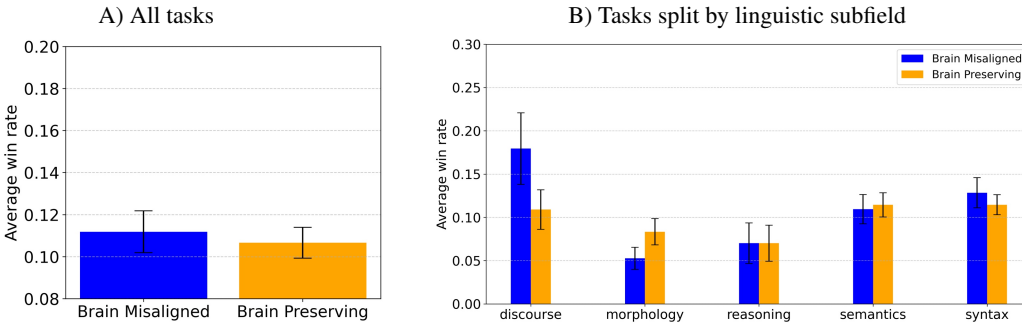 A) All tasks
0.20
0.18
0.16
0.14
0.12
0.10
0.08
Average win rate
Brain Misaligned
Brain Preserving
B) Tasks split by linguistic subfield
0.30
0.25
0.20
0.15
0.10
0.05
0.00
Average win rate
Brain Misaligned
Brain Preserving
discourse
morphology
reasoning
semantics
syntax